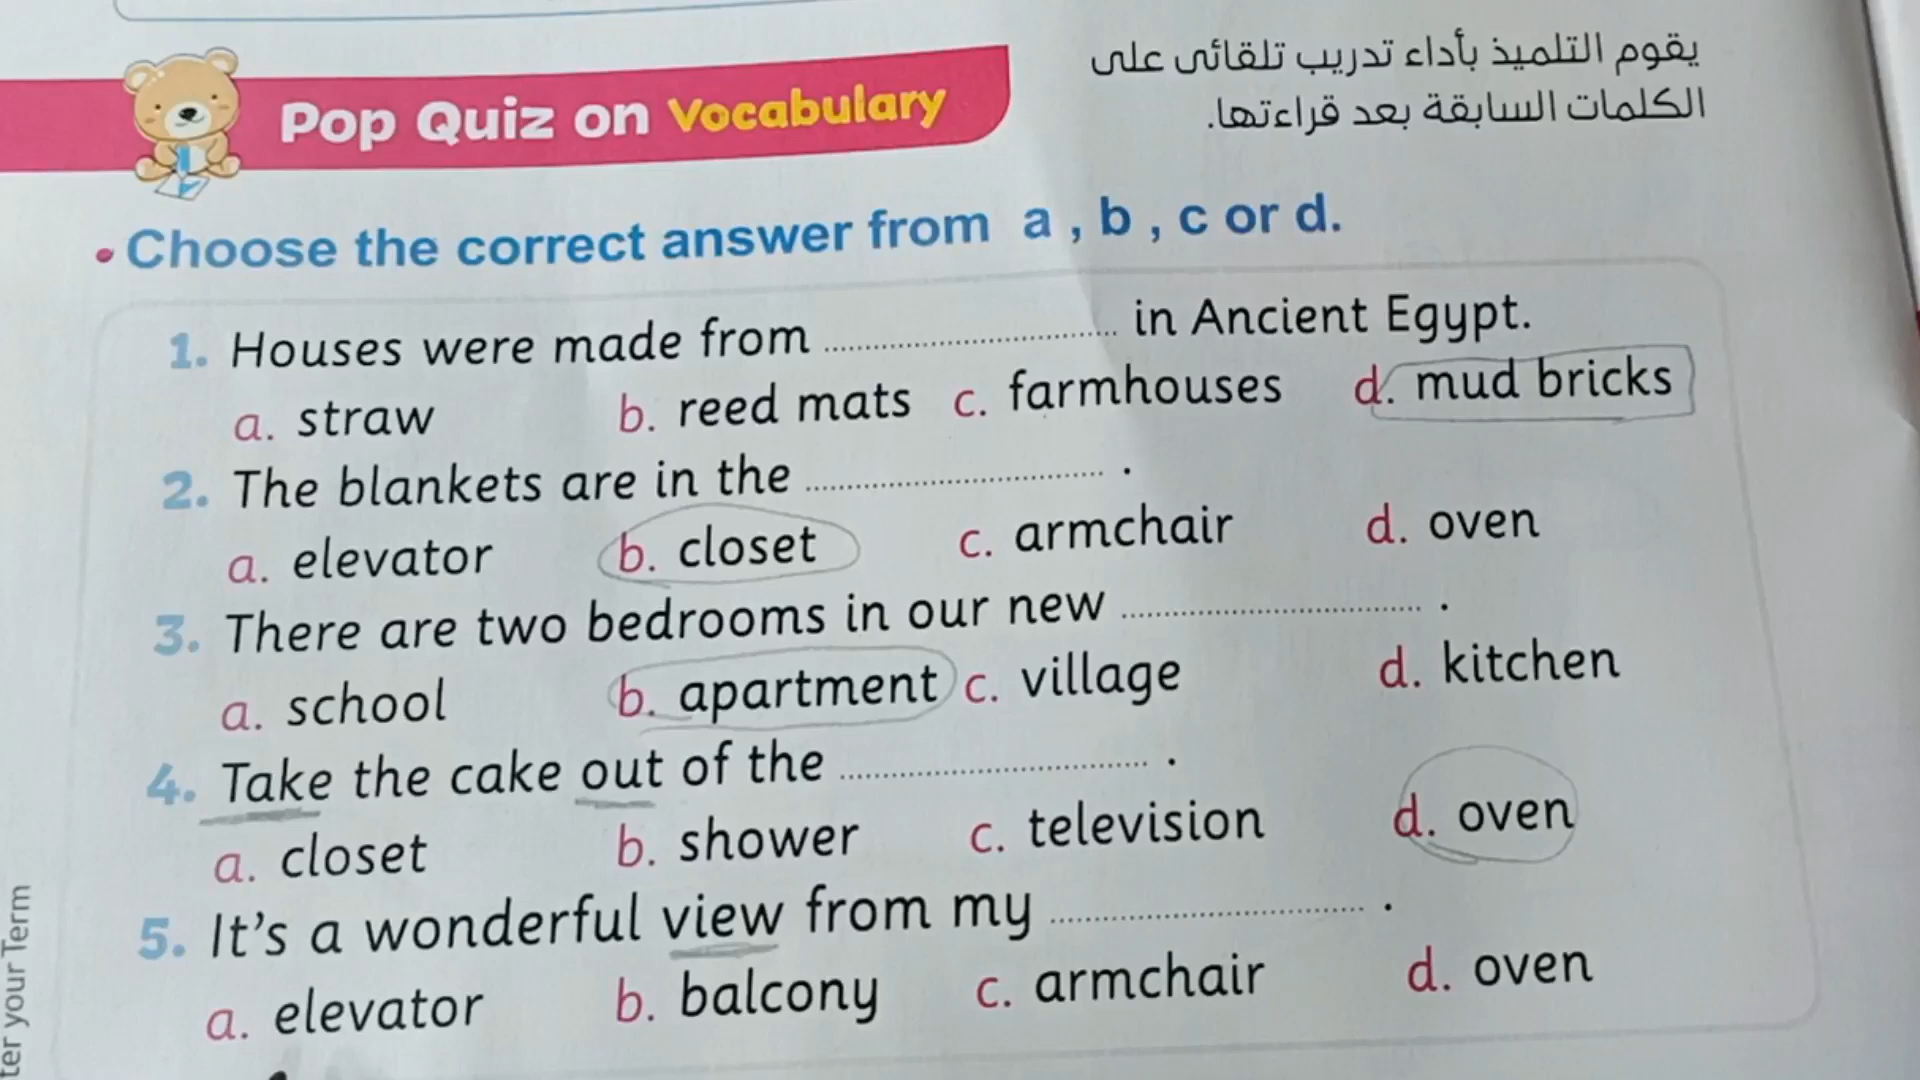 يقوم التلميذ بأداء تدريب تلقائى على
الكلمات السابقة بعد قراءتها.
Pop Quiz on Vocabulary
• Choose the correct answer from a , b , c or d.
1. Houses were made from ........................ in Ancient Egypt.
a. straw b. reed mats c. farmhouses d. mud bricks
2. The blankets are in the ........................ .
a. elevator b. closet c. armchair d. oven
3. There are two bedrooms in our new ........................ .
a. school b. apartment c. village d. kitchen
4. Take the cake out of the ........................ .
a. closet b. shower c. television d. oven
5. It's a wonderful view from my ........................ .
a. elevator b. balcony c. armchair d. oven
your Term